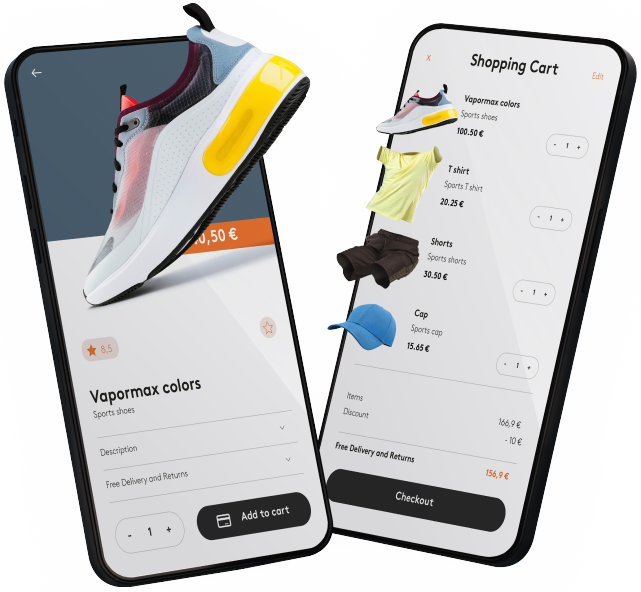 0,50 €
6,5
Vapormax colors
Sports shoes
Description
Free Delivery and Returns
- 1 +
Add to cart
x
Shopping Cart
Edit
Vapormax colors
Sports shoes
100.50 €
- 1 +
T shirt
Sports T shirt
20.25 €
- 1 +
Shorts
Sports shorts
30.50 €
- 1 +
Cap
Sports cap
15.65 €
- 1 +
Items
166,9 €
Discount
- 10 €
Free Delivery and Returns
156,9 €
Checkout